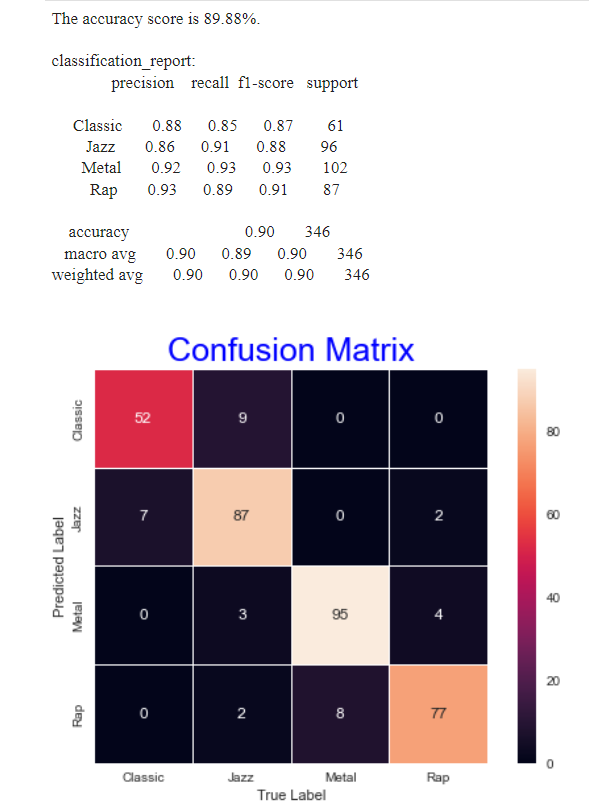 The accuracy score is 89.88%.
classification_report:
precision recall f1-score support
Classic 0.88 0.85 0.87 61
Jazz 0.86 0.91 0.88 96
Metal 0.92 0.93 0.93 102
Rap 0.93 0.89 0.91 87
accuracy 0.90 346
macro avg 0.90 0.89 0.90 346
weighted avg 0.90 0.90 0.90 346
Confusion Matrix
Predicted Label
Classic 52 9 0 0
Jazz 7 87 0 2
Metal 0 3 95 4
Rap 0 2 8 77
Classic Jazz Metal Rap
True Label
80
60
40
20
0